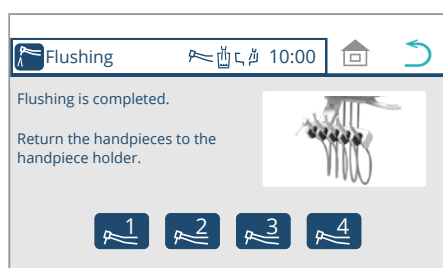 Flushing 10:00
Flushing is completed.
Return the handpieces to the
handpiece holder.
1 2 3 4